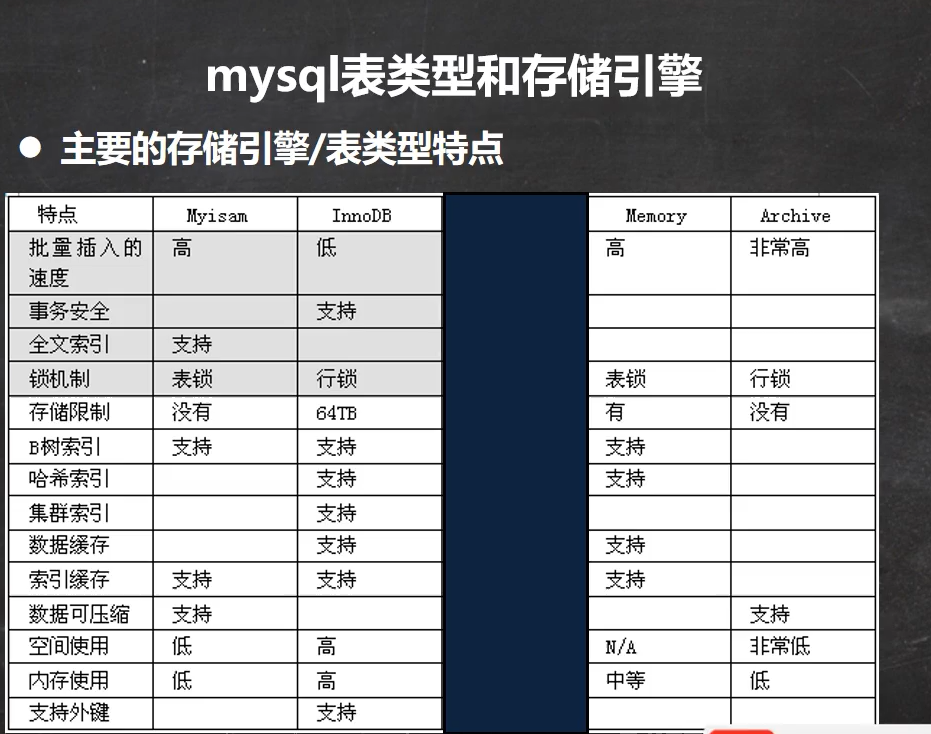 mysql表类型和存储引擎
● 主要的存储引擎/表类型特点
特点 Myisam InnoDB Memory Archive
批量插入的 高 低 高 非常高
速度
事务安全 支持
全文索引 支持
锁机制 表锁 行锁 表锁 行锁
存储限制 没有 64TB 有 没有
B树索引 支持 支持 支持
哈希索引 支持 支持
集群索引 支持
数据缓存 支持 支持
索引缓存 支持 支持 支持
数据可压缩 支持 支持
空间使用 低 高 N/A 非常低
内存使用 低 高 中等 低
支持外键 支持